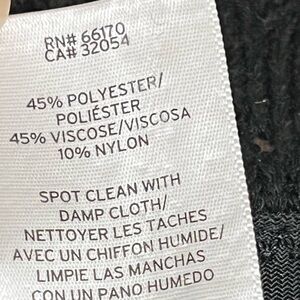 RN# 66170
CA# 32054
45% POLYESTER/
POLIÉSTER
45% VISCOSE/VISCOSA
10% NYLON
SPOT CLEAN WITH
DAMP CLOTH/
NETTOYER LES TACHES
AVEC UN CHIFFON HUMIDE/
LIMPIE LAS MANCHAS
CON UN PANO HUMEDO